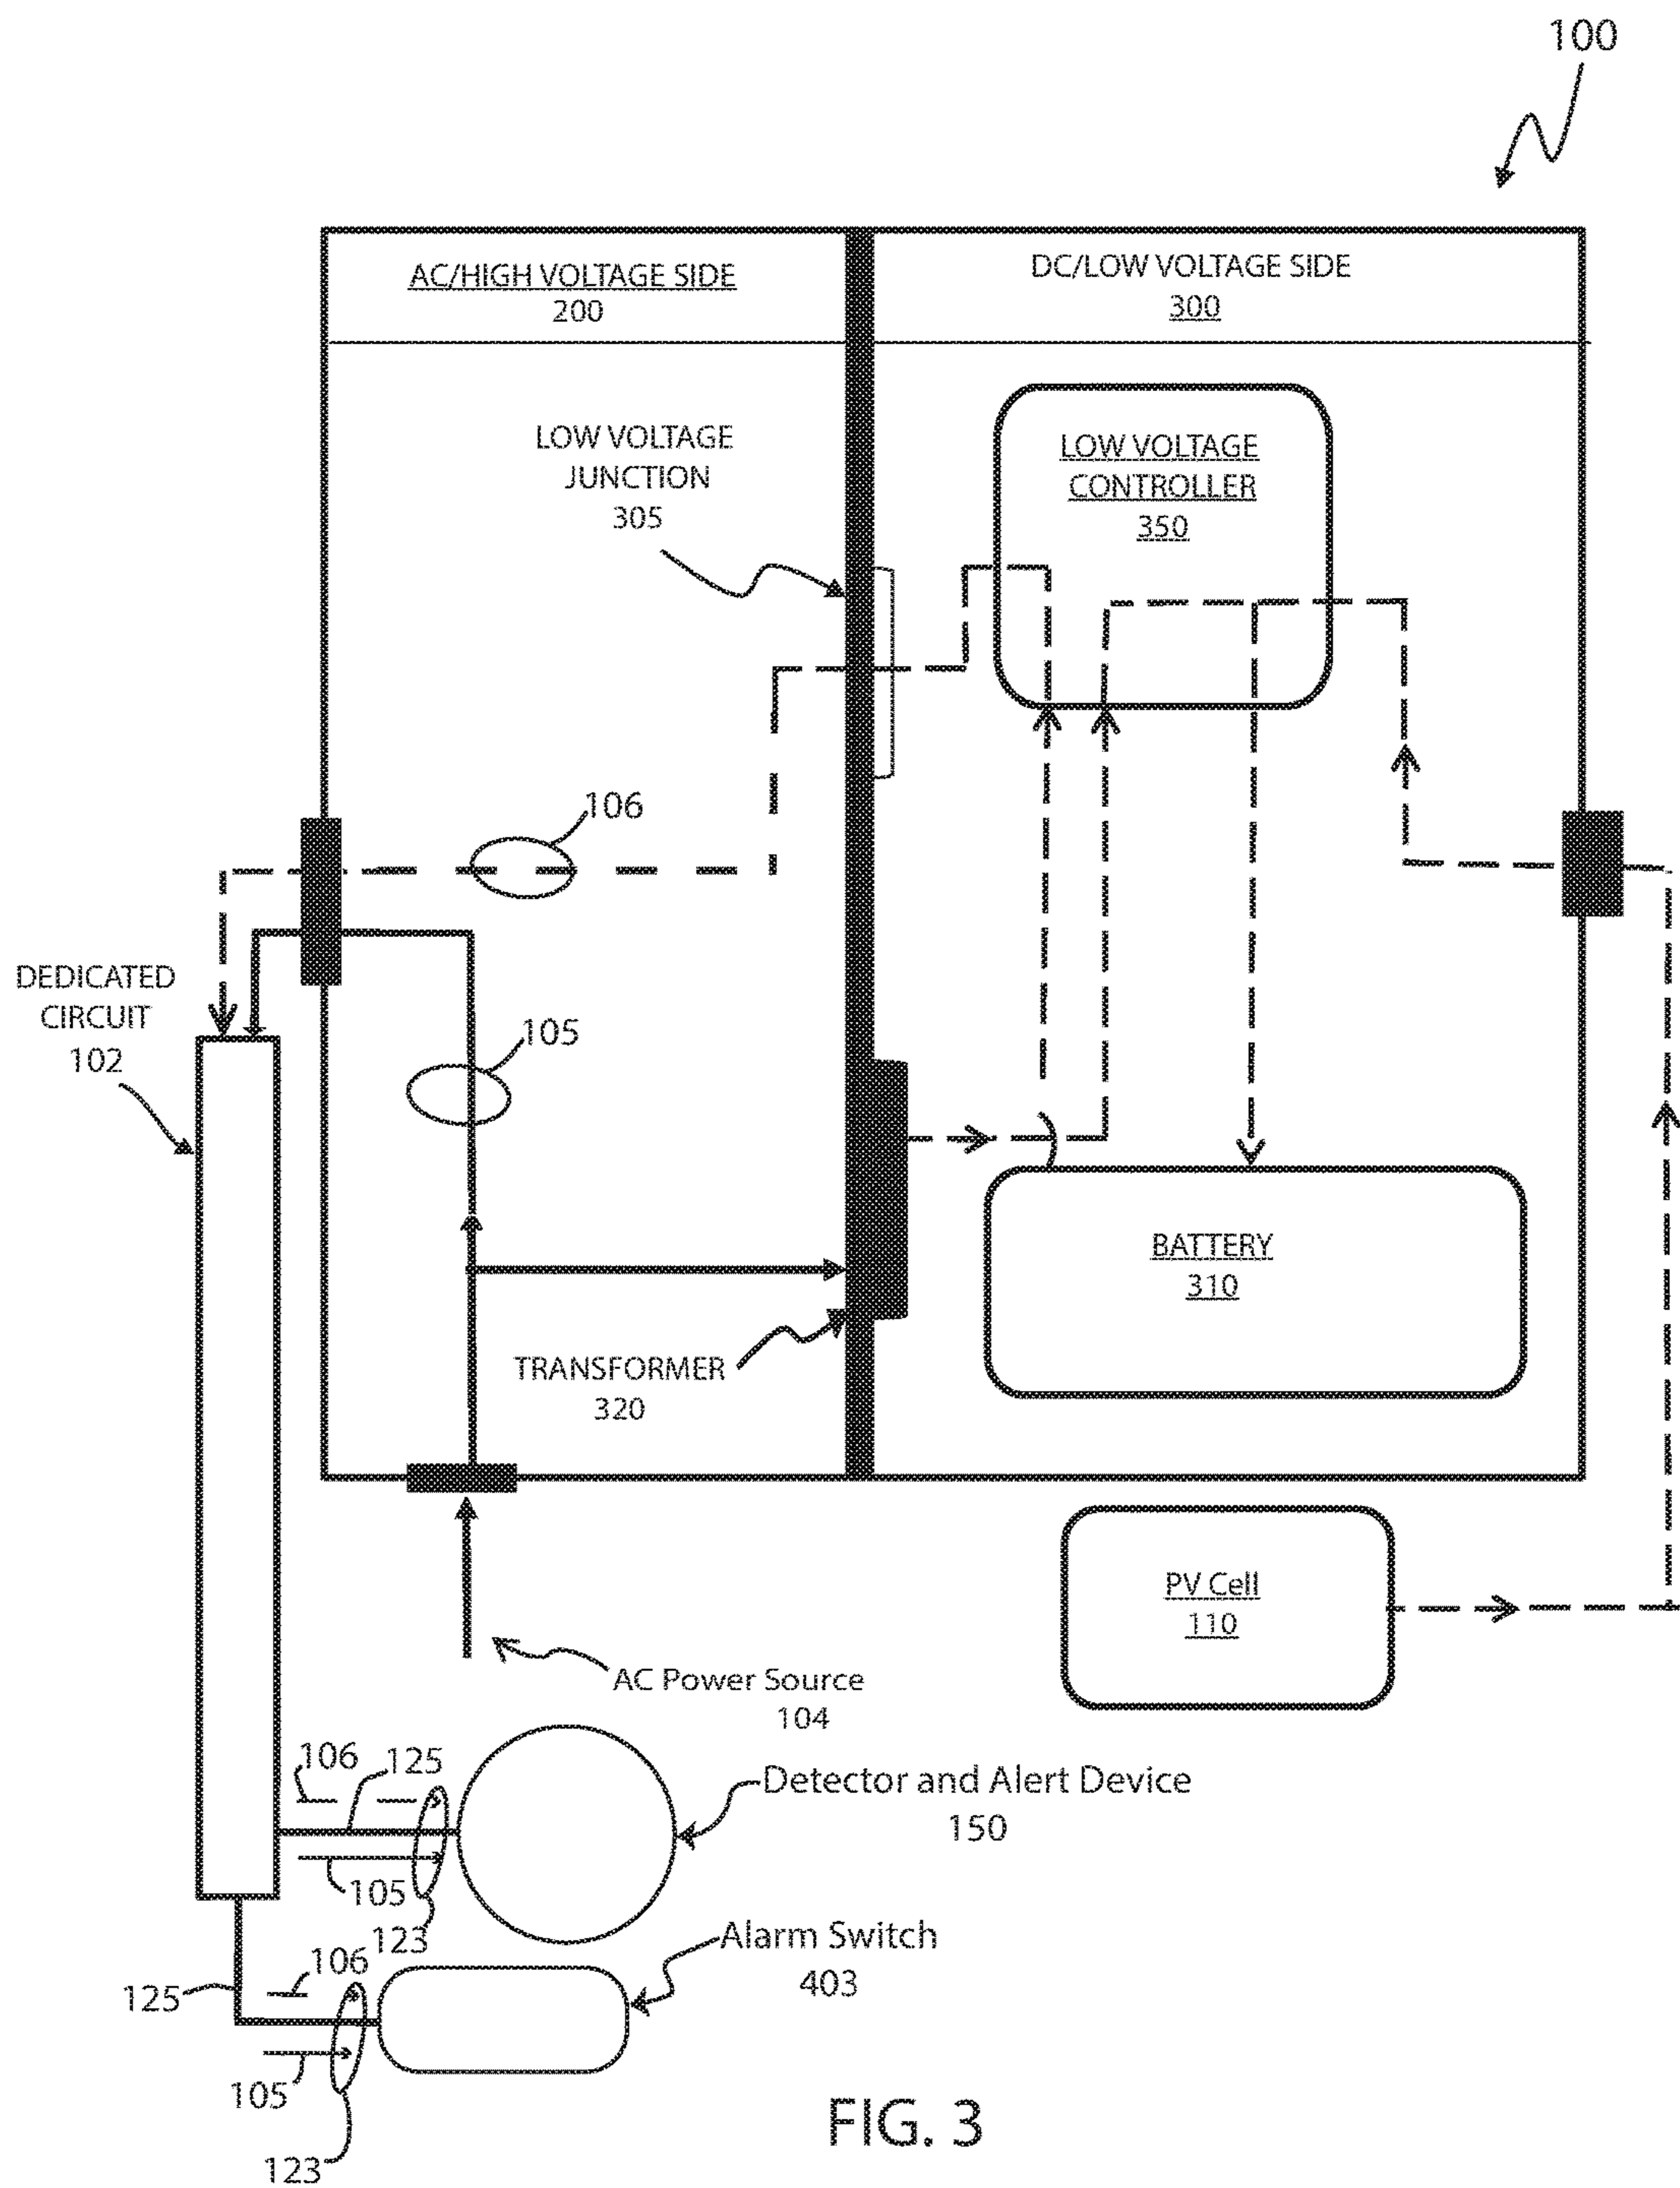 100
AC/HIGH VOLTAGE SIDE
200
DC/LOW VOLTAGE SIDE
300
LOW VOLTAGE
JUNCTION
305
LOW VOLTAGE
CONTROLLER
350
106
DEDICATED
CIRCUIT
102
105
BATTERY
310
TRANSFORMER
320
PV Cell
110
AC Power Source
104
106
125
Detector and Alert Device
150
105
123
Alarm Switch
403
106
125
105
123
FIG. 3